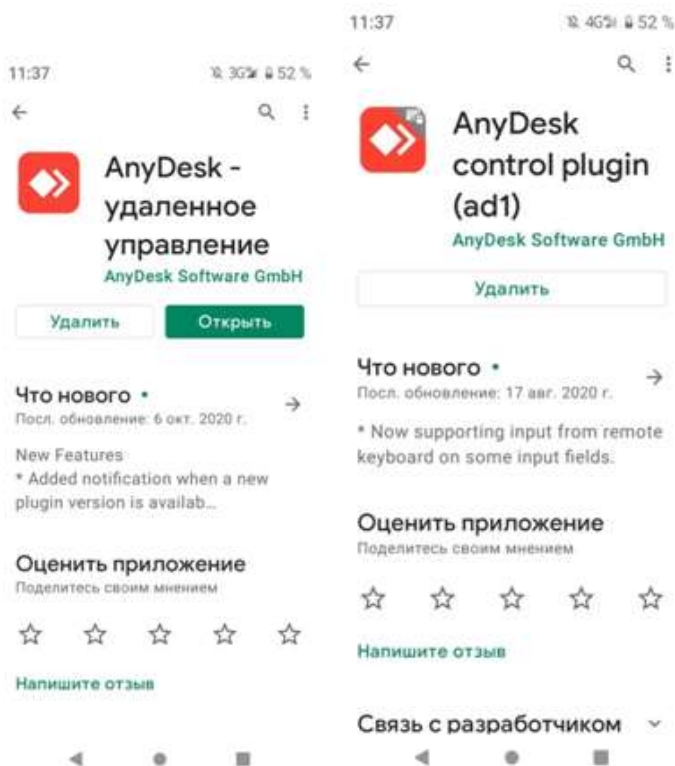 11:37
3G 52 %
AnyDesk -
удаленное
управление
AnyDesk Software GmbH
Удалить
Открыть
Что нового •
Посл. обновление: 6 окт. 2020 г.
New Features
* Added notification when a new
plugin version is availab...
Оценить приложение
Поделитесь своим мнением
Напишите отзыв
11:37
4G 52 %
AnyDesk
control plugin
(ad1)
AnyDesk Software GmbH
Удалить
Что нового •
Посл. обновление: 17 авг. 2020 г.
* Now supporting input from remote
keyboard on some input fields.
Оценить приложение
Поделитесь своим мнением
Напишите отзыв
Связь с разработчиком